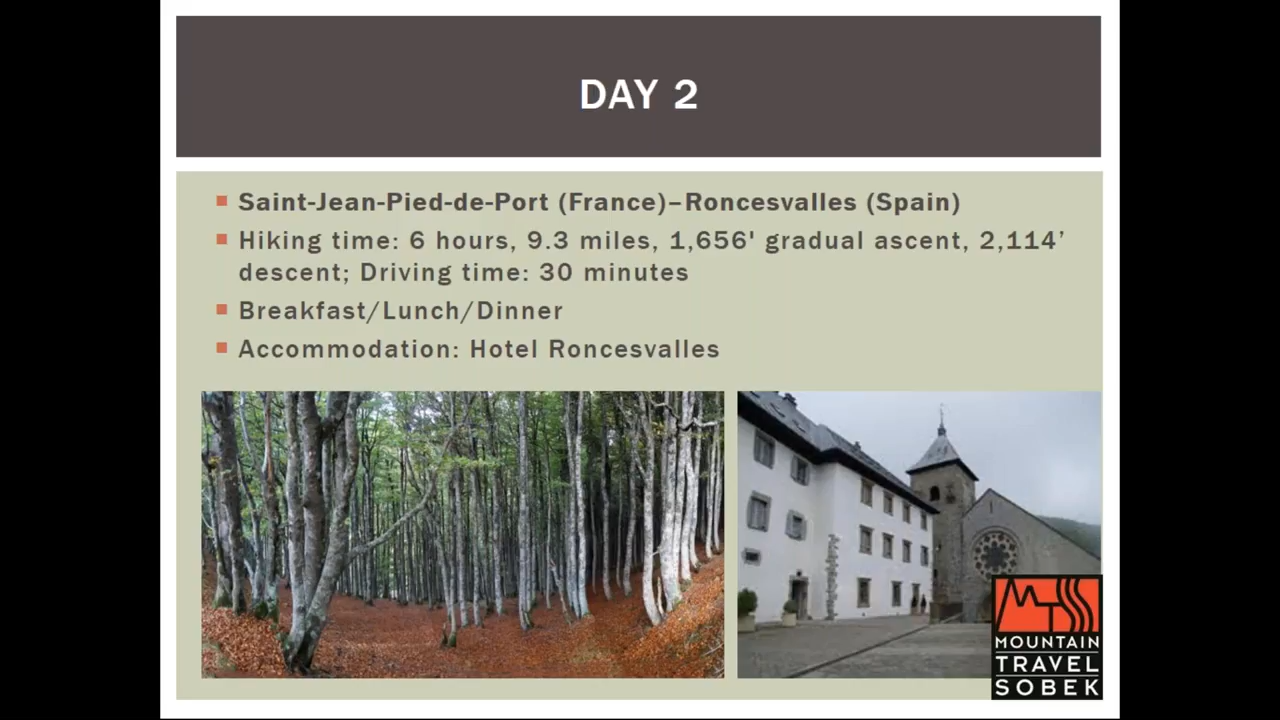 DAY 2
Saint-Jean-Pied-de-Port (France)–Roncesvalles (Spain)
Hiking time: 6 hours, 9.3 miles, 1,656' gradual ascent, 2,114’
descent; Driving time: 30 minutes
Breakfast/Lunch/Dinner
Accommodation: Hotel Roncesvalles
MTS
MOUNTAIN
TRAVEL
SOBEK